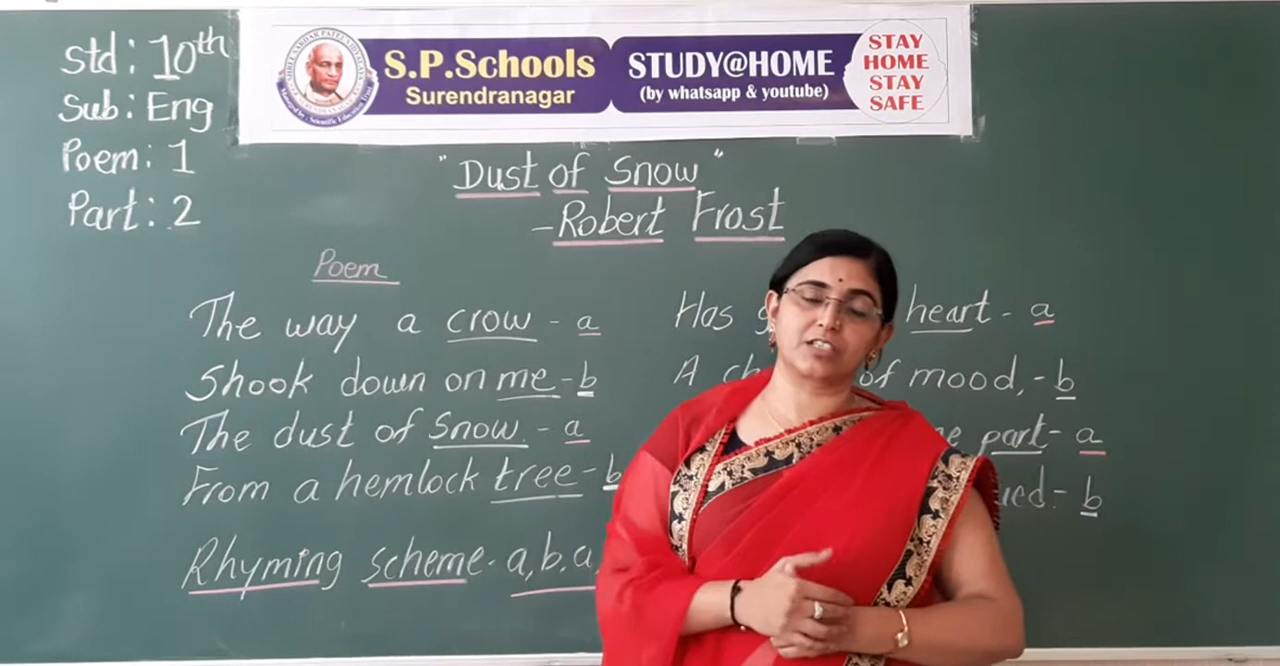 std: 10th
Sub: Eng
Poem: 1
Part: 2
S.P.Schools
Surendranagar
STUDY@HOME
(by whatsapp & youtube)
STAY
HOME
STAY
SAFE
"Dust of Snow"
- Robert Frost
Poem
The way a crow - a
Shook down on me - b
The dust of Snow. - a
From a hemlock tree - b
Has heart - a
A of mood, - b
part - a
- b
Rhyming scheme - a, b, a